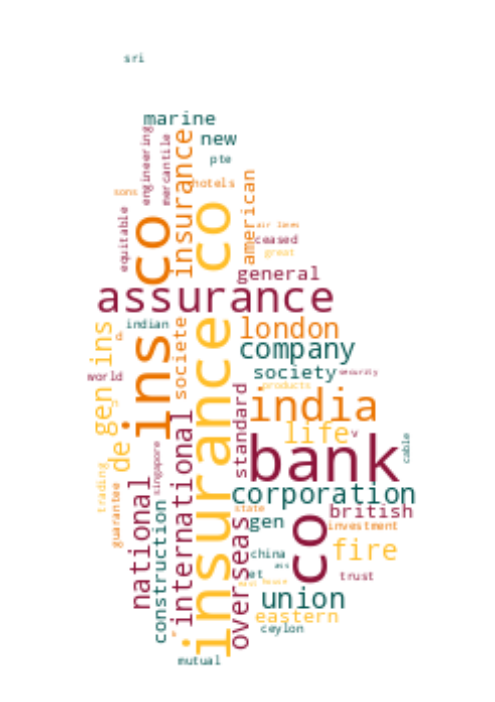 sri
marine
engineering
mercantile
insurance
new
pte
hotels
sons
american
equitable
co
co
air lines
ceased
great
general
assurance
indian
ins
gen ins
societe
insurance
london
company
society
security
world
products
india
standard
life
v
cable
bank
de
international
singapore
trading
guarantee
national
construction
corporation
state
british
gen
overseas
co
investment
china
fire
trust
union
eastern
ceylon
mutual